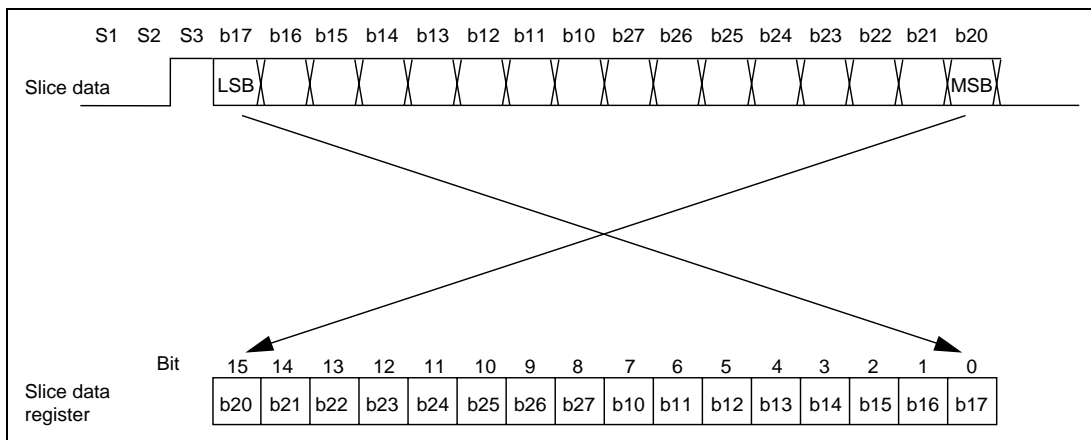 S1 S2 S3 b17 b16 b15 b14 b13 b12 b11 b10 b27 b26 b25 b24 b23 b22 b21 b20
Slice data LSB MSB
Bit 15 14 13 12 11 10 9 8 7 6 5 4 3 2 1 0
Slice data
register
b20 b21 b22 b23 b24 b25 b26 b27 b10 b11 b12 b13 b14 b15 b16 b17